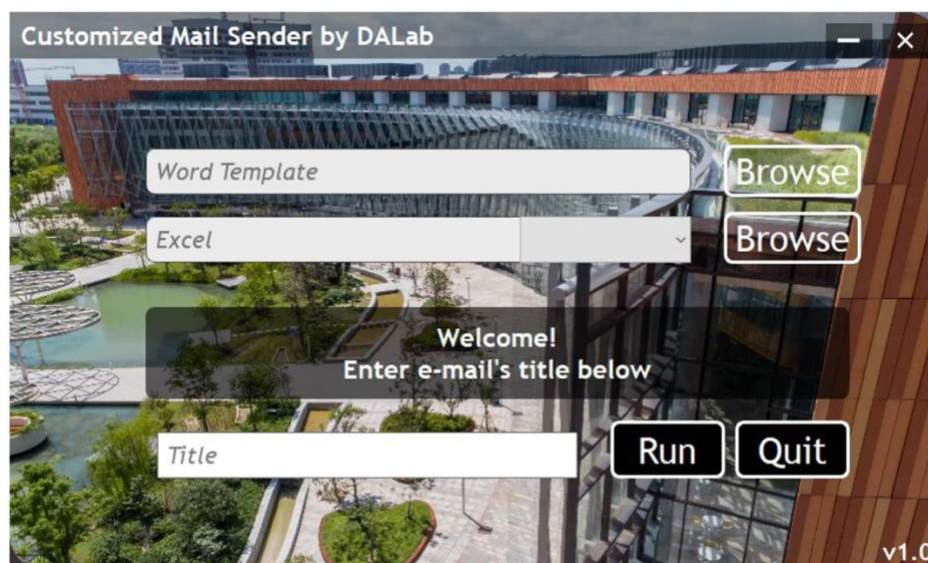 Customized Mail Sender by DALab
Word Template
Browse
Excel
Browse
Welcome!
Enter e-mail's title below
Title
Run
Quit
v1.0